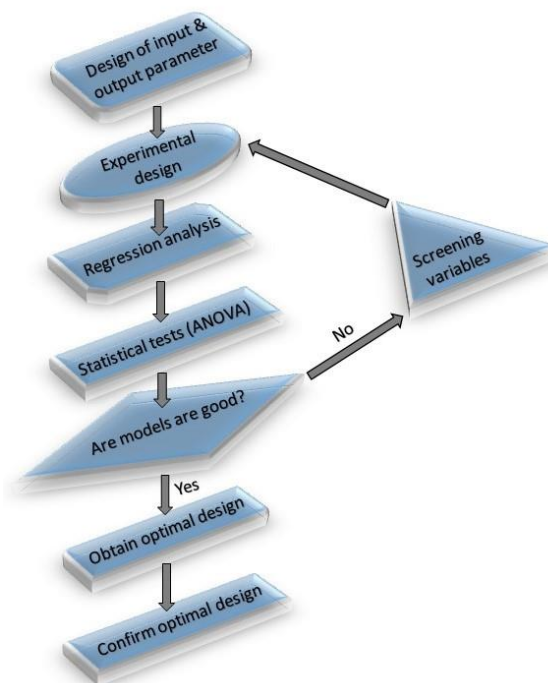 Design of input &
output parameter
Experimental
design
Regression analysis
Statistical tests (ANOVA)
Are models are good?
No
Screening
variables
Yes
Obtain optimal design
Confirm optimal design